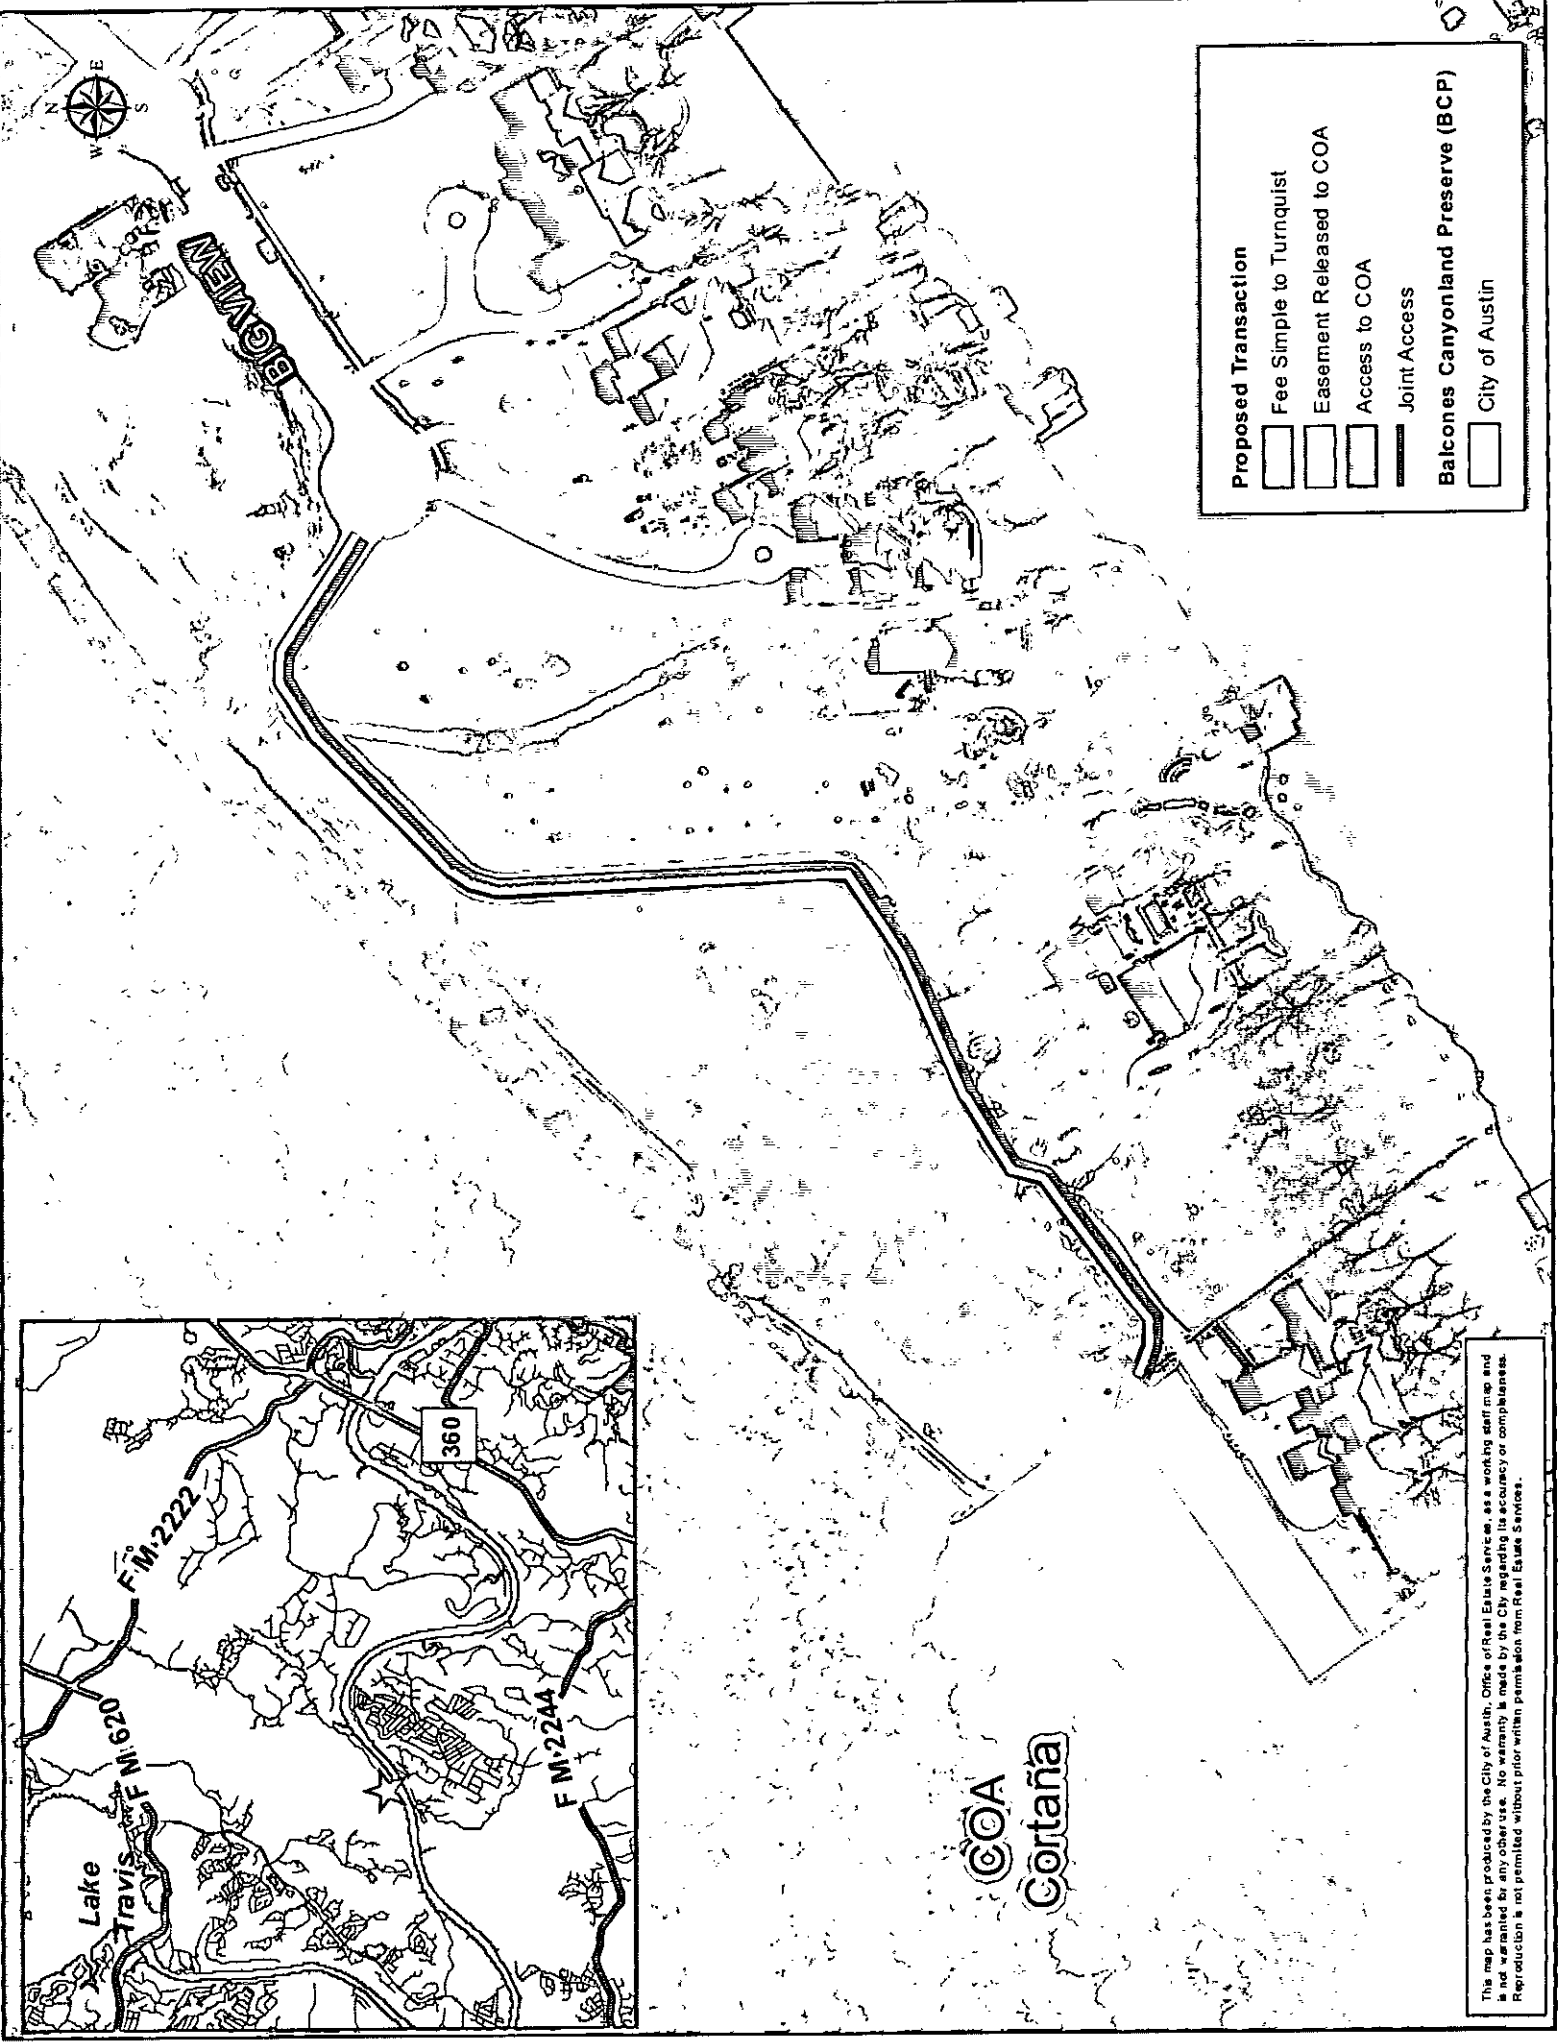 Lake
Travis
F M 620
F M 2222
360
F M 2244
N
W
E
S
BIG VIEW
COA
Cortaña
Proposed Transaction
Fee Simple to Turnquist
Easement Released to COA
Access to COA
Joint Access
Balcones Canyonland Preserve (BCP)
City of Austin
This map has been produced by the City of Austin, Office of Real Estate Services, as a working staff map and
is not warranted for any other use. No warranty is made by the City regarding its accuracy or completeness.
Reproduction is not permitted without prior written permission from Real Estate Services.